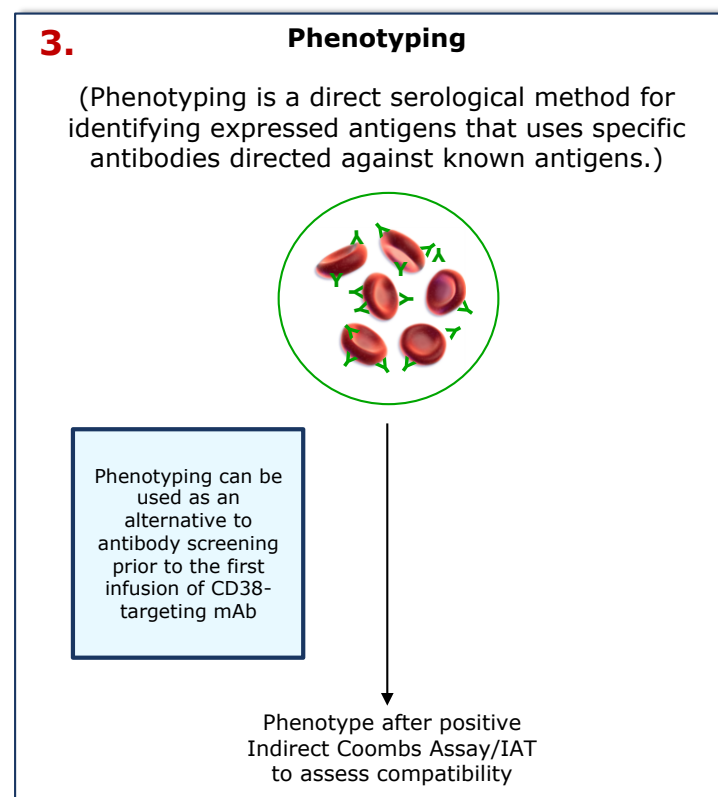 3.
Phenotyping
(Phenotyping is a direct serological method for
identifying expressed antigens that uses specific
antibodies directed against known antigens.)
Phenotyping can be
used as an
alternative to
antibody screening
prior to the first
infusion of CD38-
targeting mAb
Phenotype after positive
Indirect Coombs Assay/IAT
to assess compatibility